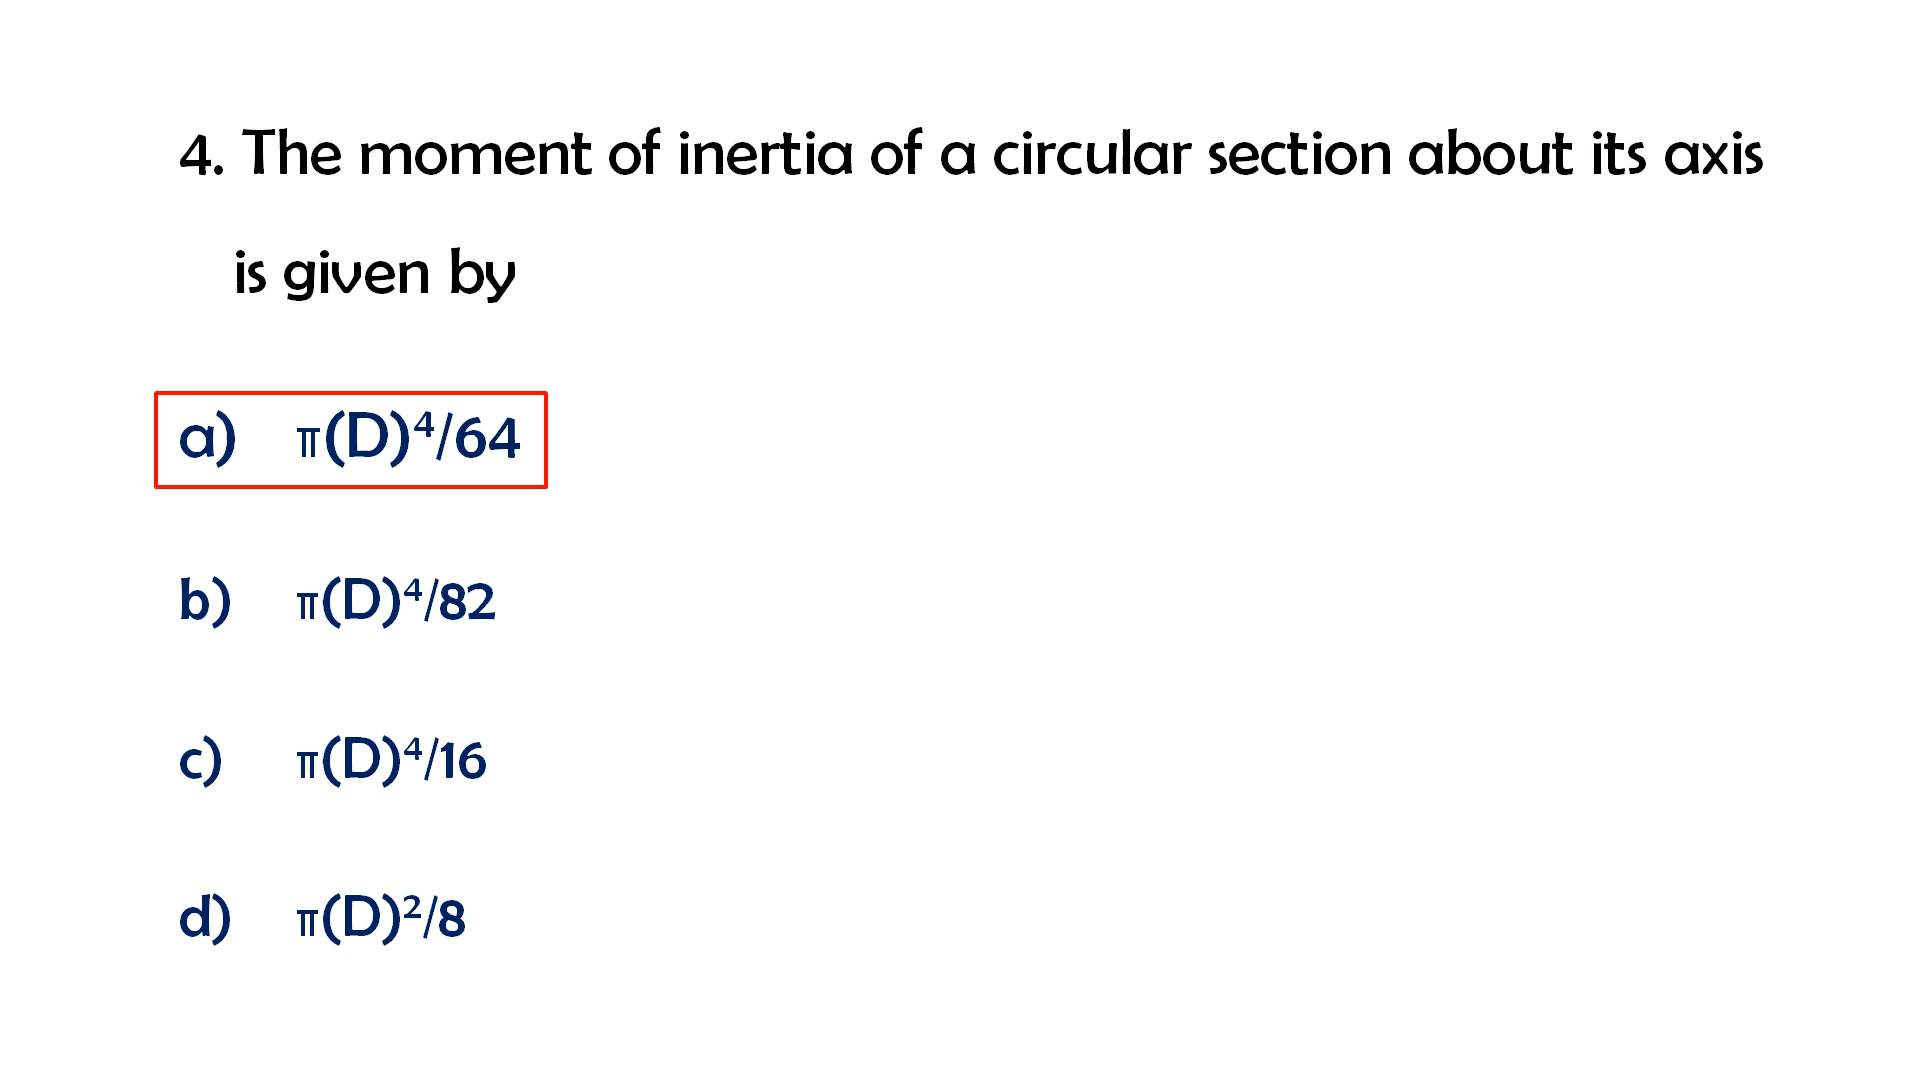 4. The moment of inertia of a circular section about its axis
is given by
a) π(D)⁴/64
b) π(D)⁴/82
c) π(D)⁴/16
d) π(D)²/8